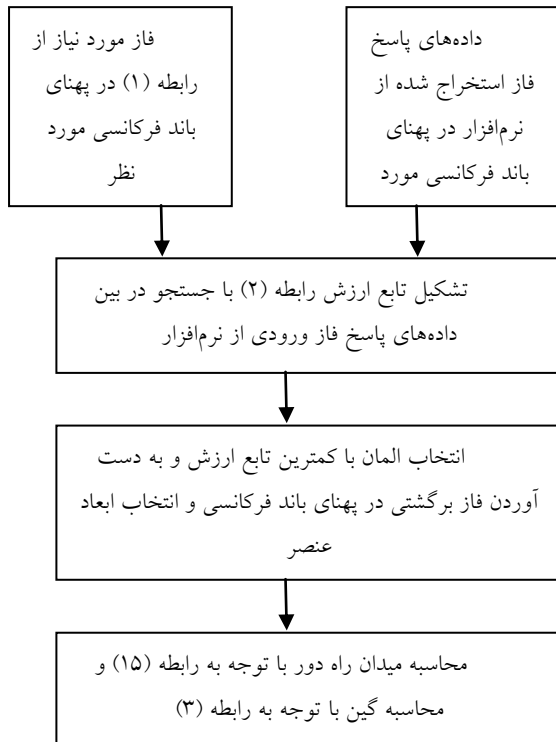 داده‌های پاسخ
فاز استخراج شده از
نرم‌افزار در پهنای
باند فرکانسی مورد
فاز مورد نیاز از
رابطه (۱) در پهنای
باند فرکانسی مورد
نظر
تشکیل تابع ارزش رابطه (۲) با جستجو در بین
داده‌های پاسخ فاز ورودی از نرم‌افزار
انتخاب المان با کمترین تابع ارزش و به دست
آوردن فاز برگشتی در پهنای باند فرکانسی و انتخاب ابعاد
عنصر
محاسبه میدان راه دور با توجه به رابطه (۱۵) و
محاسبه گین با توجه به رابطه (۳)